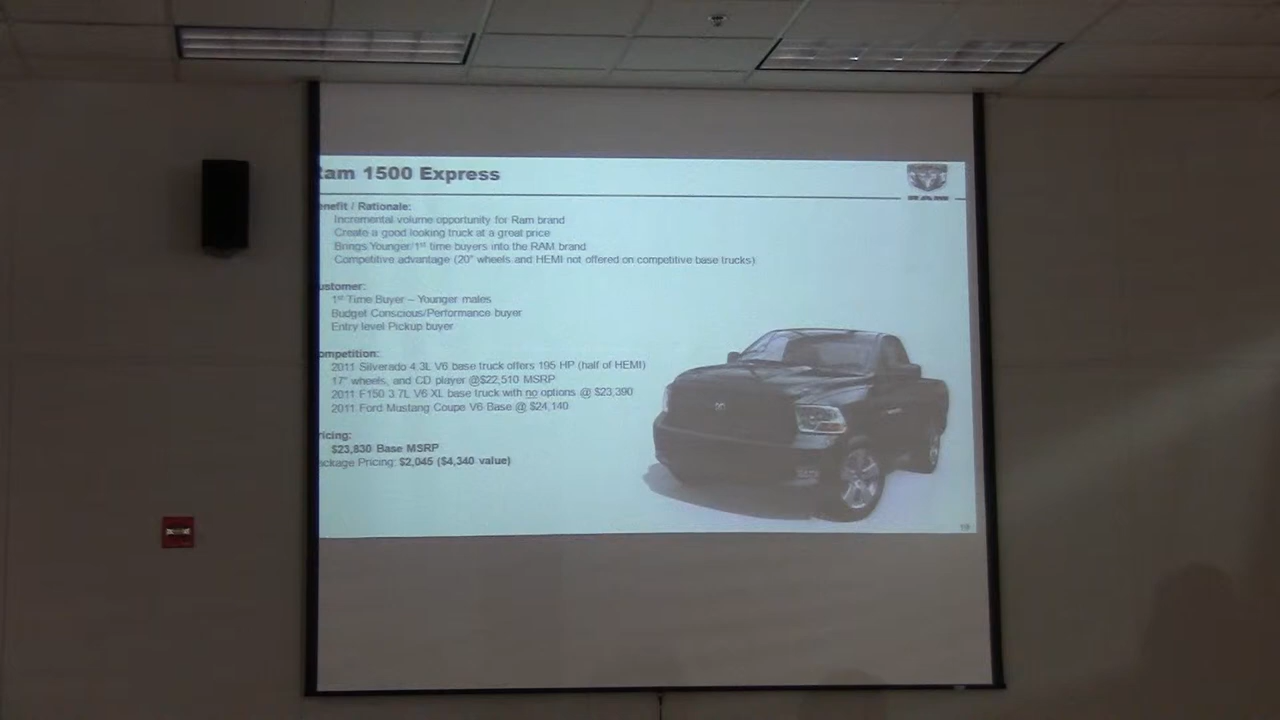 Ram 1500 Express
RAM
enefit / Rationale:
Incremental volume opportunity for Ram brand
Create a good looking truck at a great price
Brings Younger/1st time buyers into the RAM brand
Competitive advantage (20" wheels and HEMI not offered on competitive base trucks)
ustomer:
1st Time Buyer – Younger males
Budget Conscious/Performance buyer
Entry level Pickup buyer
ompetition:
2011 Silverado 4.3L V6 base truck offers 195 HP (half of HEMI)
17" wheels, and CD player @$22,510 MSRP
2011 F150 3.7L V6 XL base truck with no options @ $23,390
2011 Ford Mustang Coupe V6 Base @ $24,140
ricing:
$23,830 Base MSRP
ackage Pricing: $2,045 ($4,340 value)
19